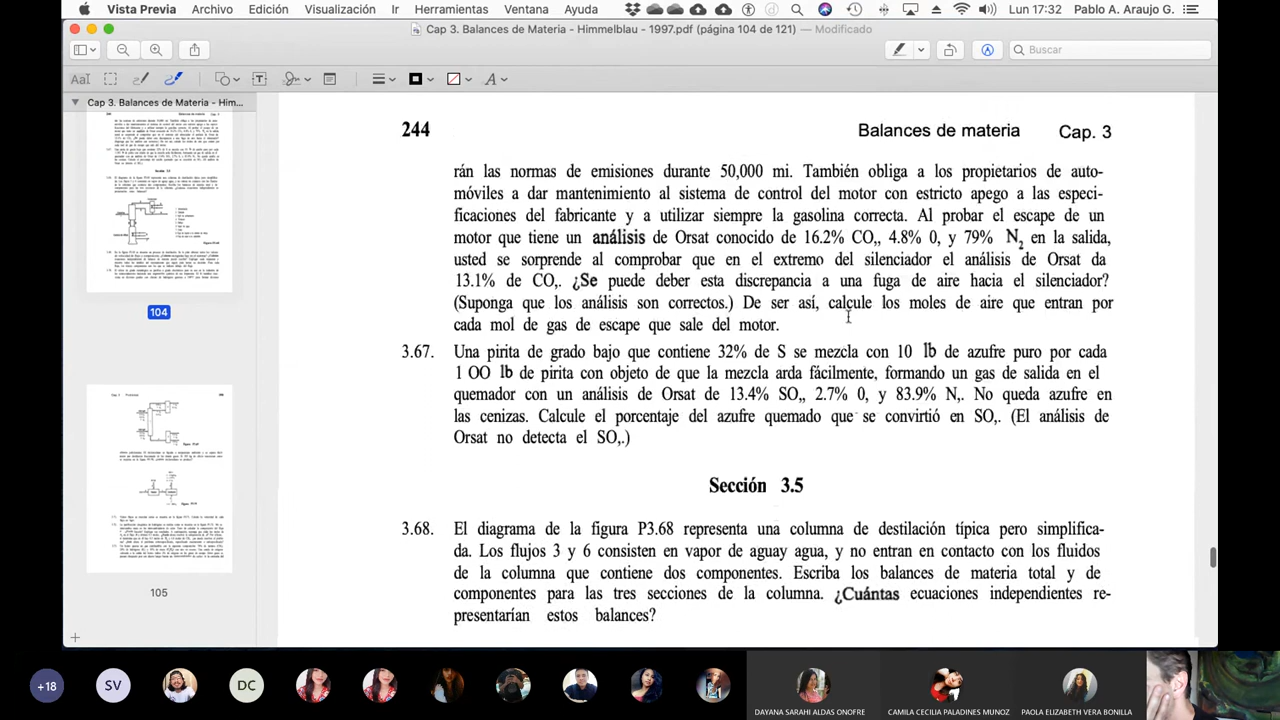 Vista Previa Archivo Edición Visualización Ir Herramientas Ventana Ayuda Lun 17:32 Pablo A. Araujo G.
Cap 3. Balances de Materia - Himmelblau - 1997.pdf (página 104 de 121) — Modificado
Buscar
AaI
Cap 3. Balances de Materia - Himm...
104
105
244 Balances de materia Cap. 3
rán las normas de emisiones durante 50,000 mi. También obliga a los propietarios de auto-
móviles a dar mantenimiento al sistema de control del motor con estricto apego a las especi-
ficaciones del fabricante y a utilizar siempre la gasolina correcta. Al probar el escape de un
motor que tiene un análisis de Orsat conocido de 16.2% CO,, 4.8% 0, y 79% N2 en la salida,
usted se sorprende al comprobar que en el extremo del silenciador el análisis de Orsat da
13.1% de CO,. ¿Se puede deber esta discrepancia a una fuga de aire hacia el silenciador?
(Suponga que los análisis son correctos.) De ser así, calcule los moles de aire que entran por
cada mol de gas de escape que sale del motor.
3.67. Una pirita de grado bajo que contiene 32% de S se mezcla con 10 lb de azufre puro por cada
1 OO lb de pirita con objeto de que la mezcla arda fácilmente, formando un gas de salida en el
quemador con un análisis de Orsat de 13.4% SO,, 2.7% 0, y 83.9% N,. No queda azufre en
las cenizas. Calcule el porcentaje del azufre quemado que se convirtió en SO,. (El análisis de
Orsat no detecta el SO,.)
Sección 3.5
3.68. El diagrama de la figura P3.68 representa una columna de destilación típica pero simplifica-
da. Los flujos 3 y 6 consisten en vapor de aguay agua, y no entran en contacto con los fluidos
de la columna que contiene dos componentes. Escriba los balances de materia total y de
componentes para las tres secciones de la columna. ¿Cuántas ecuaciones independientes re-
presentarían estos balances?
+18 SV DC
DAYANA SARAHI ALDAS ONOFRE CAMILA CECILIA PALADINES MUNOZ PAOLA ELIZABETH VERA BONILLA